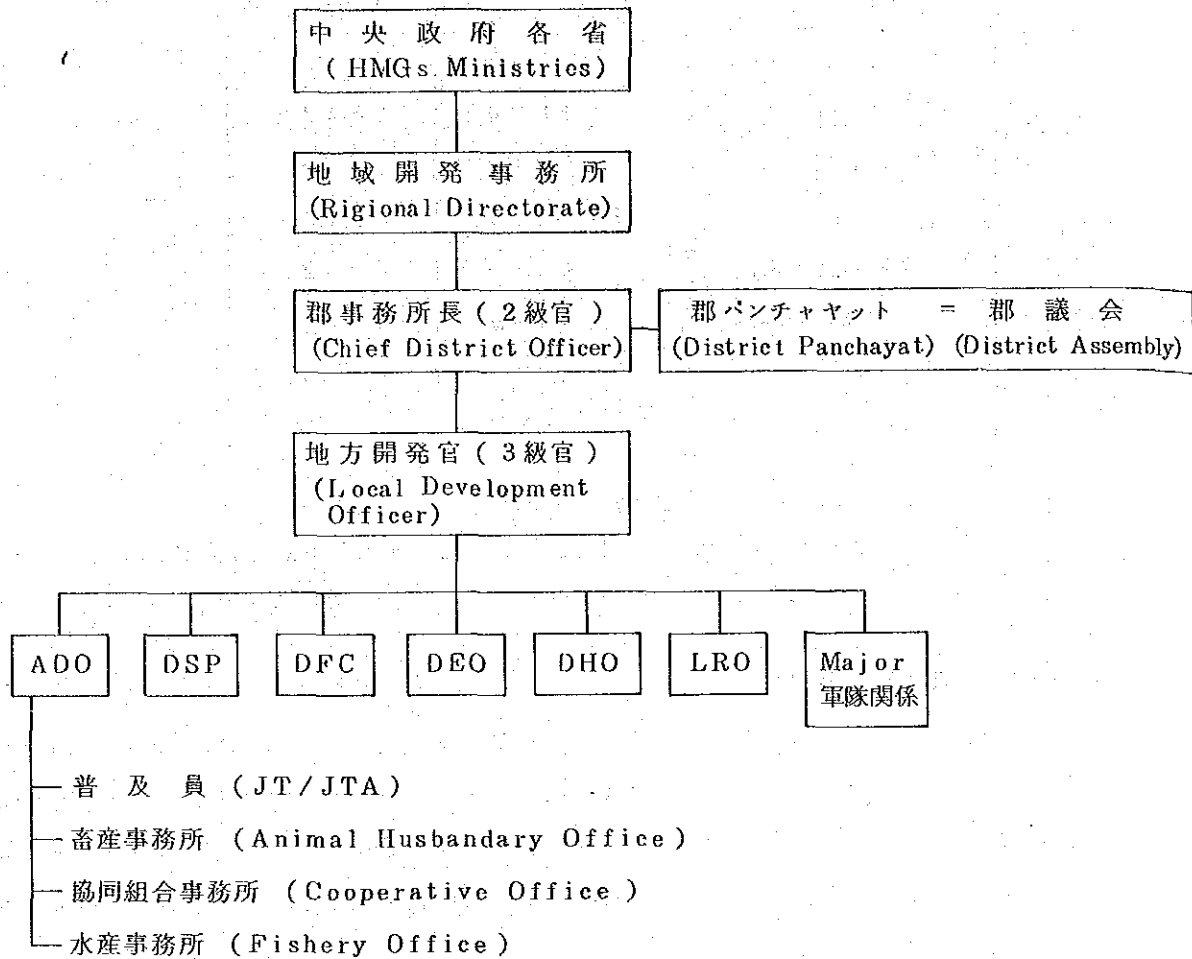 中央政府各省
(HMGs Ministries)
地域開発事務所
(Rigional Directorate)
郡事務所長(2級官)
(Chief District Officer)
郡パンチャヤット = 郡議会
(District Panchayat) (District Assembly)
地方開発官(3級官)
(Local Development
Officer)
ADO
DSP
DFC
DEO
DHO
LRO
Major
軍隊関係
普及員 (JT/JTA)
畜産事務所 (Animal Husbandary Office)
協同組合事務所 (Cooperative Office)
水産事務所 (Fishery Office)